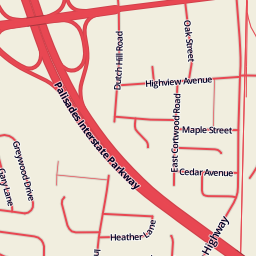 Dutch Hill Road
Oak Street
Highview Avenue
Palisades Interstate Parkway
East Cortwood Road
Maple Street
Greywood Drive
Gary Lane
Cedar Avenue
Heather Lane
Highway